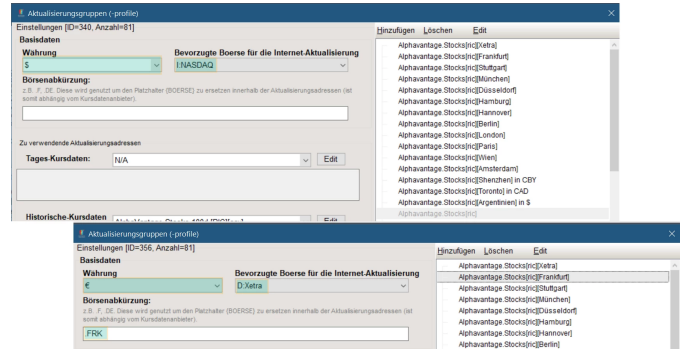 Aktualisierungsgruppen (-profile)
Einstellungen [ID=340, Anzahl=81]
Basisdaten
Währung
Bevorzugte Boerse für die Internet-Aktualisierung
$
I:NASDAQ
Börsenabkürzung:
z.B. .F, .DE. Diese wird genutzt um den Platzhalter {BOERSE} zu ersetzen innerhalb der Aktualisierungsadressen (ist
somit abhängig vom Kursdatenanbieter).
Zu verwendende Aktualisierungsadressen
Tages-Kursdaten:
N/A
Edit
Historische-Kursdaten
Edit
Hinzufügen Löschen Edit
Alphavantage.Stocks[ric][Xetra]
Alphavantage.Stocks[ric][Frankfurt]
Alphavantage.Stocks[ric][Stuttgart]
Alphavantage.Stocks[ric][München]
Alphavantage.Stocks[ric][Düsseldorf]
Alphavantage.Stocks[ric][Hamburg]
Alphavantage.Stocks[ric][Hannover]
Alphavantage.Stocks[ric][Berlin]
Alphavantage.Stocks[ric][London]
Alphavantage.Stocks[ric][Paris]
Alphavantage.Stocks[ric][Wien]
Alphavantage.Stocks[ric][Amsterdam]
Alphavantage.Stocks[ric][Shenzhen] in CBY
Alphavantage.Stocks[ric][Toronto] in CAD
Alphavantage.Stocks[ric][Argentinien] in $
Alphavantage.Stocks[ric]
Aktualisierungsgruppen (-profile)
Einstellungen [ID=356, Anzahl=81]
Basisdaten
Währung
Bevorzugte Boerse für die Internet-Aktualisierung
€
D:Xetra
Börsenabkürzung:
z.B. .F, .DE. Diese wird genutzt um den Platzhalter {BOERSE} zu ersetzen innerhalb der Aktualisierungsadressen (ist
somit abhängig vom Kursdatenanbieter).
.FRK
Hinzufügen Löschen Edit
Alphavantage.Stocks[ric][Xetra]
Alphavantage.Stocks[ric][Frankfurt]
Alphavantage.Stocks[ric][Stuttgart]
Alphavantage.Stocks[ric][München]
Alphavantage.Stocks[ric][Düsseldorf]
Alphavantage.Stocks[ric][Hamburg]
Alphavantage.Stocks[ric][Hannover]
Alphavantage.Stocks[ric][Berlin]